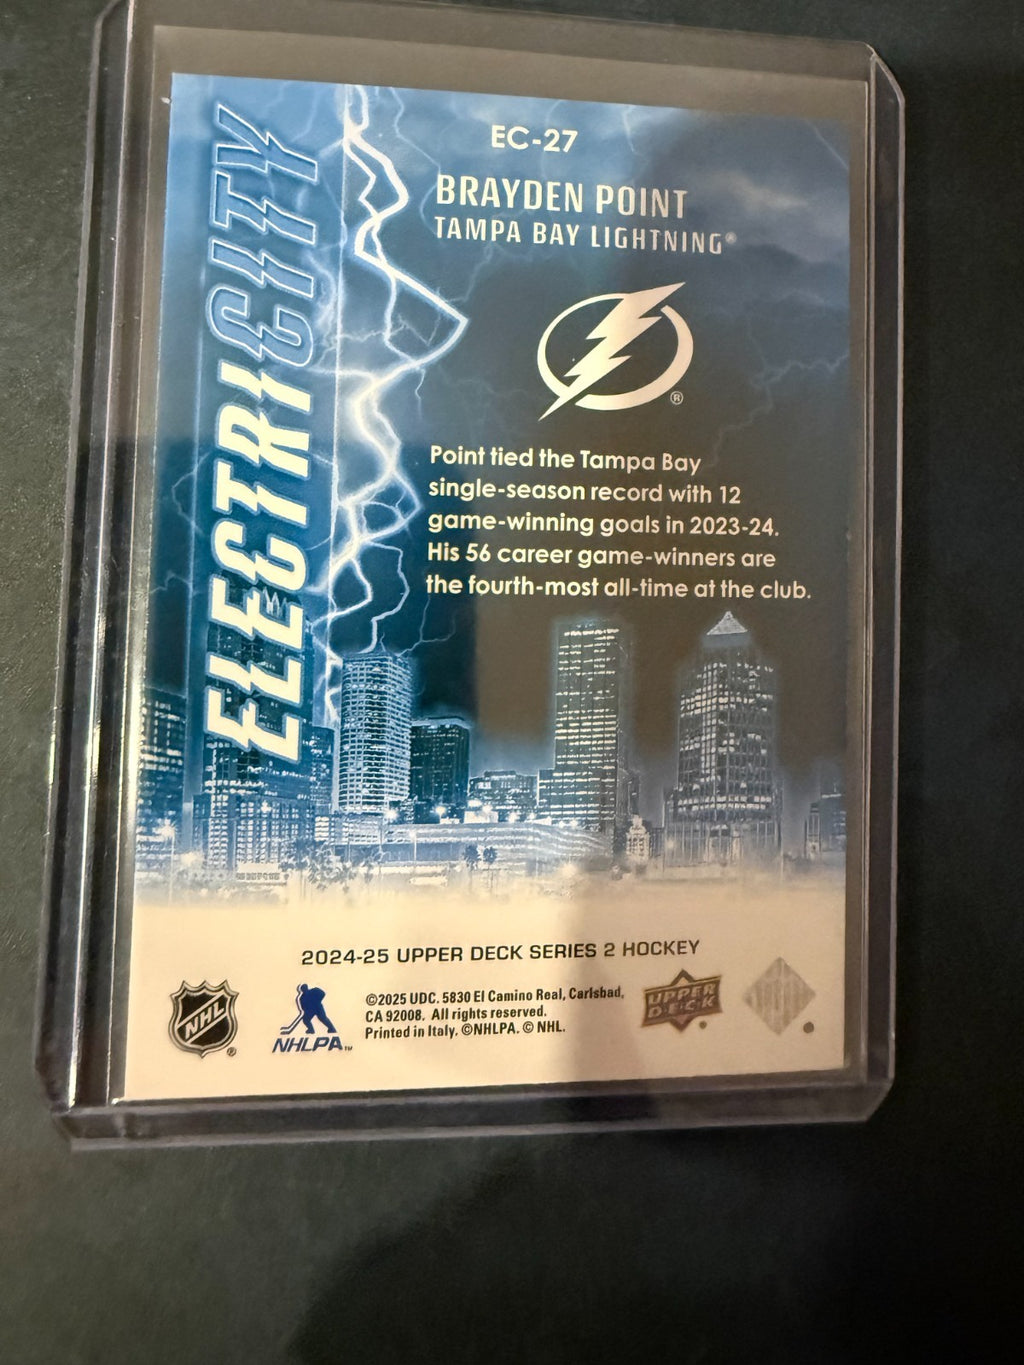 EC-27
BRAYDEN POINT
TAMPA BAY LIGHTNING®
ELECTRICITY
®
Point tied the Tampa Bay
single-season record with 12
game-winning goals in 2023-24.
His 56 career game-winners are
the fourth-most all-time at the club.
2024-25 UPPER DECK SERIES 2 HOCKEY
NHL
®
NHLPA™
©2025 UDC. 5830 El Camino Real, Carlsbad,
CA 92008. All rights reserved.
Printed in Italy. ©NHLPA. © NHL.
UPPER
DECK